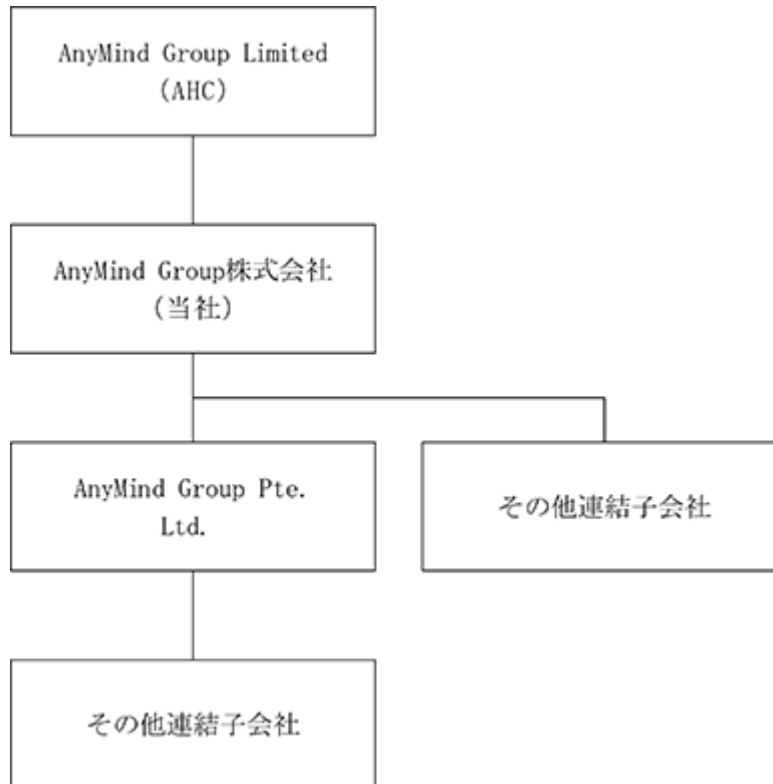 AnyMind Group Limited
(AHC)
AnyMind Group株式会社
(当社)
AnyMind Group Pte.
Ltd.
その他連結子会社
その他連結子会社